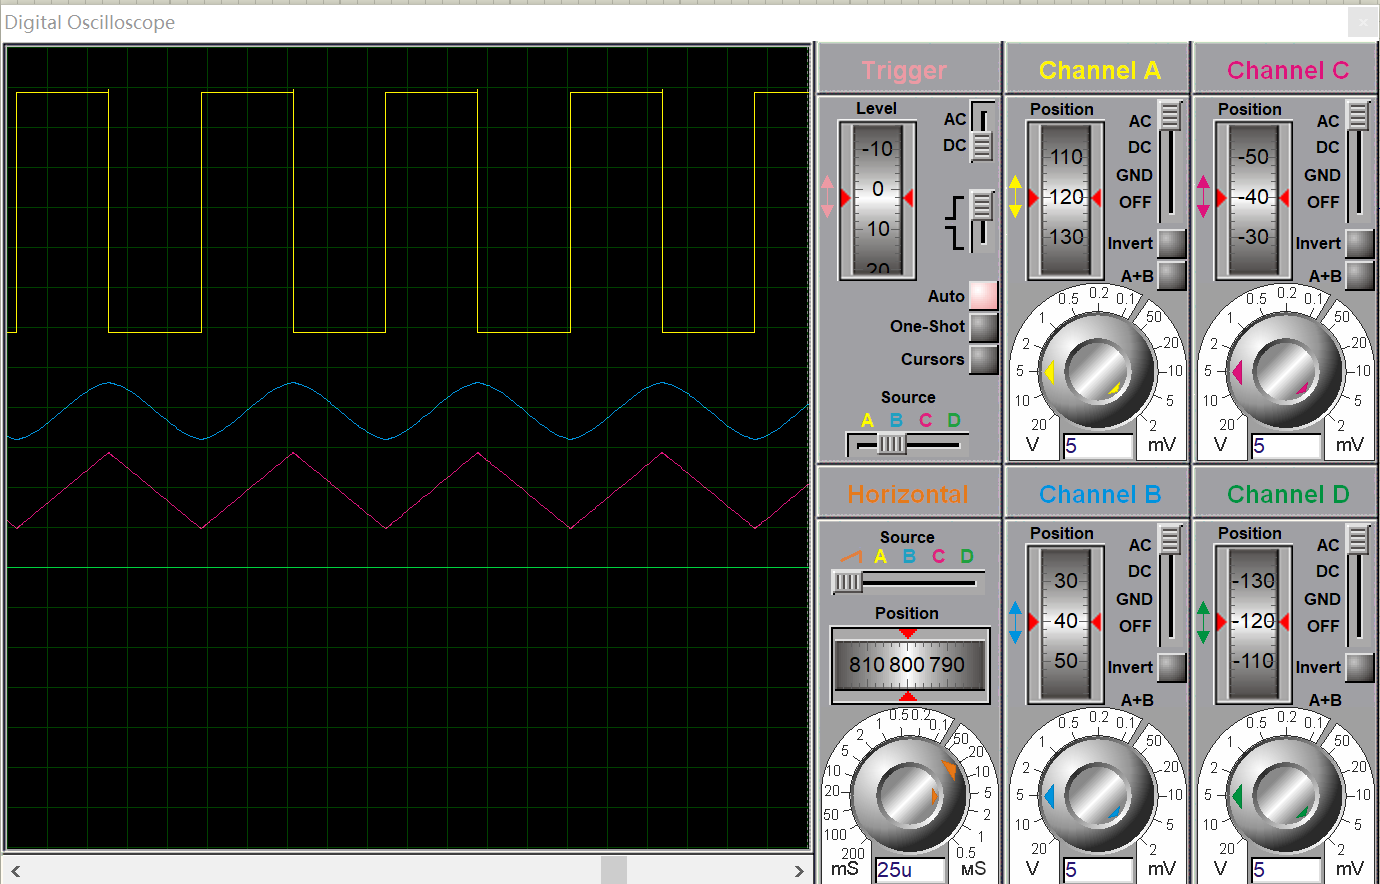 Digital Oscilloscope
Trigger
Level
AC
DC
-10
0
10
20
Auto
One-Shot
Cursors
Source
A B C D
Channel A
Position
AC
DC
GND
OFF
110
120
130
Invert
A+B
20 10 5 2 1 0.5 0.2 0.1 50 20 10 5 2
V 5 mV
Channel C
Position
AC
DC
GND
OFF
-50
-40
-30
Invert
A+B
20 10 5 2 1 0.5 0.2 0.1 50 20 10 5 2
V 5 mV
Horizontal
Source
A B C D
Position
810 800 790
200 100 50 20 10 5 2 1 0.5 0.2 0.1 50 20 10 5 2 1 0.5
mS 25u мS
Channel B
Position
AC
DC
GND
OFF
30
40
50
Invert
A+B
20 10 5 2 1 0.5 0.2 0.1 50 20 10 5 2
V 5 mV
Channel D
Position
AC
DC
GND
OFF
-130
-120
-110
Invert
A+B
20 10 5 2 1 0.5 0.2 0.1 50 20 10 5 2
V 5 mV